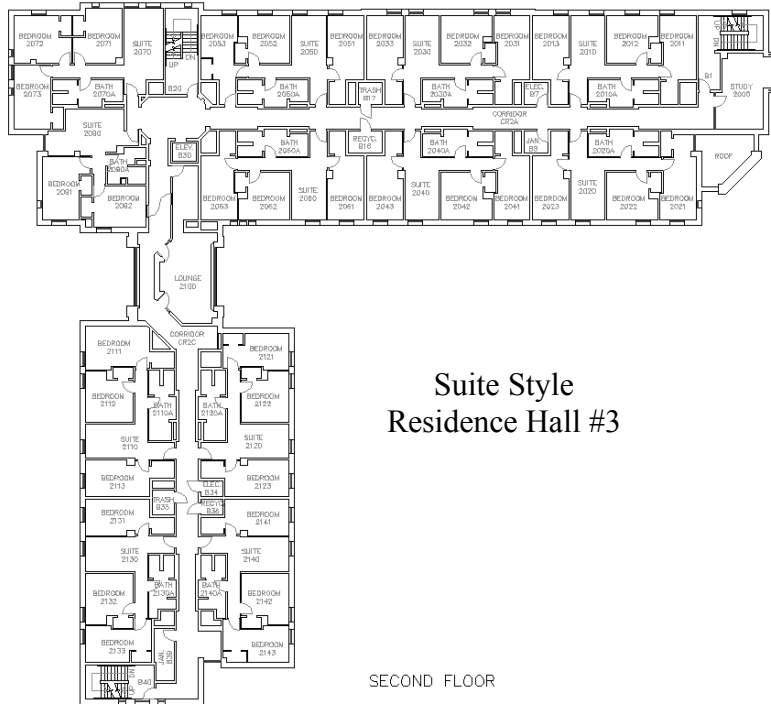 BEDROOM
2072
BEDROOM
2071
SUITE
2070
UP
DN
BEDROOM
2053
BEDROOM
2052
SUITE
2050
BEDROOM
2051
BEDROOM
2033
SUITE
2030
BEDROOM
2032
BEDROOM
2031
BEDROOM
2013
SUITE
2010
BEDROOM
2012
BEDROOM
2011
UP
DN
BEDROOM
2073
BATH
2070A
B20
BATH
2050A
TRASH
B17
BATH
2030A
ELEC.
B7
BATH
2010A
B1
STUDY
2000
SUITE
2080
CORRIDOR
CR2A
ELEV.
B30
BATH
2060A
RECYC.
B16
BATH
2040A
JAN.
B8
BATH
2020A
ROOF
BATH
2080A
BEDROOM
2081
BEDROOM
2082
BEDROOM
2063
BEDROOM
2062
SUITE
2060
BEDROOM
2061
BEDROOM
2043
SUITE
2040
BEDROOM
2042
BEDROOM
2041
BEDROOM
2023
SUITE
2020
BEDROOM
2022
BEDROOM
2021
LOUNGE
2100
CORRIDOR
CR2C
BEDROOM
2111
BEDROOM
2121
BEDROOM
2112
BATH
2110A
BATH
2120A
BEDROOM
2122
Suite Style
Residence Hall #3
SUITE
2110
SUITE
2120
BEDROOM
2113
BEDROOM
2123
ELEC.
B34
TRASH
B35
RECYC.
B36
BEDROOM
2131
BEDROOM
2141
SUITE
2130
SUITE
2140
BEDROOM
2132
BATH
2130A
BATH
2140A
BEDROOM
2142
BEDROOM
2133
JAN.
B39
BEDROOM
2143
UP
DN
B40
SECOND FLOOR